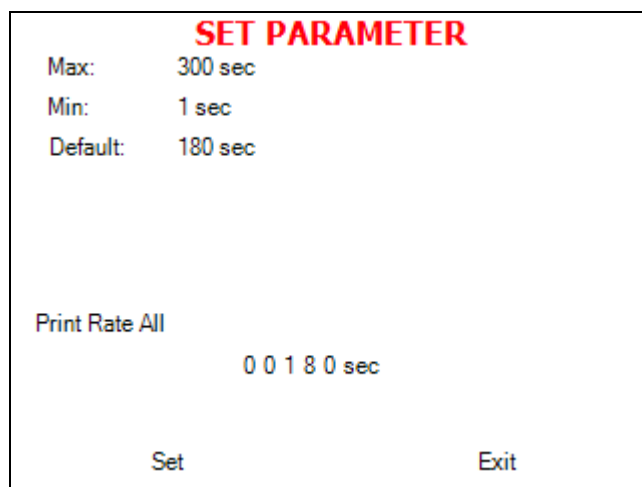 SET PARAMETER
Max: 300 sec
Min: 1 sec
Default: 180 sec
Print Rate All
0 0 1 8 0 sec
Set Exit